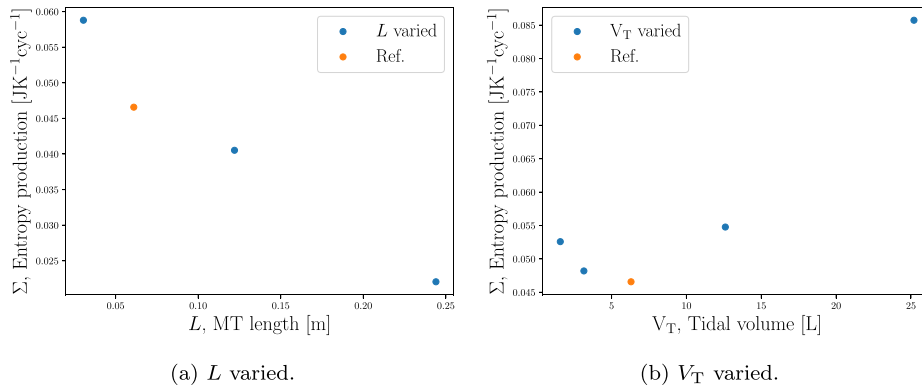 Σ, Entropy production [JK⁻¹cyc⁻¹]
0.060
0.055
0.050
0.045
0.040
0.035
0.030
0.025
L varied
Ref.
0.05 0.10 0.15 0.20 0.25
L, MT length [m]
(a) L varied.
Σ, Entropy production [JK⁻¹cyc⁻¹]
0.085
0.080
0.075
0.070
0.065
0.060
0.055
0.050
0.045
V_T varied
Ref.
5 10 15 20 25
V_T, Tidal volume [L]
(b) V_T varied.